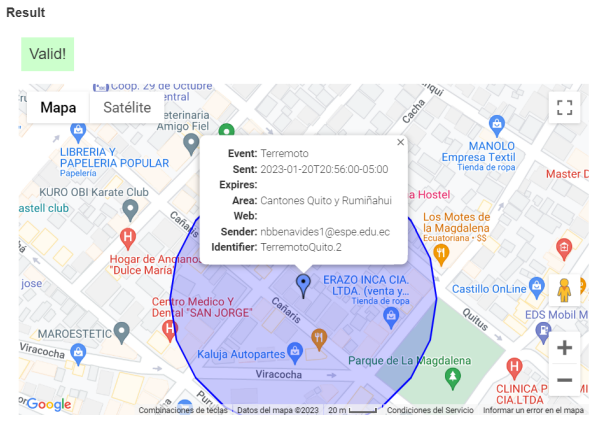 Result
Valid!
Coop. 29 de Octubre
Central
Mapa
Satélite
Veterinaria
Amigo Fiel
Cacha
LIBRERIA Y
PAPELERIA POPULAR
Papelería
MANOLO
Empresa Textil
Tienda de ropa
Event: Terremoto
Sent: 2023-01-20T20:56:00-05:00
Expires:
Area: Cantones Quito y Rumiñahui
Web:
Sender: nbbenavides1@espe.edu.ec
Identifier: TerremotoQuito.2
Master D
KURO OBI Karate Club
astell club
a Hostel
Los Motes de
la Magdalena
Ecuatoriana · $$
Hogar de Ancianos
"Dulce María"
jose
ERAZO INCA CIA.
LTDA. (venta y...
Tienda de ropa
Castillo OnLine
Centro Medico Y
Dental "SAN JORGE"
Cañaris
Quitus
EDS Mobil M
MAROESTETIC
Viracocha
Kaluja Autopartes
Parque de La Magdalena
Viracocha
CLINICA
CIA.LTDA
Google
Combinaciones de teclas
Datos del mapa ©2023
20 m
Condiciones del Servicio
Informar un error en el mapa